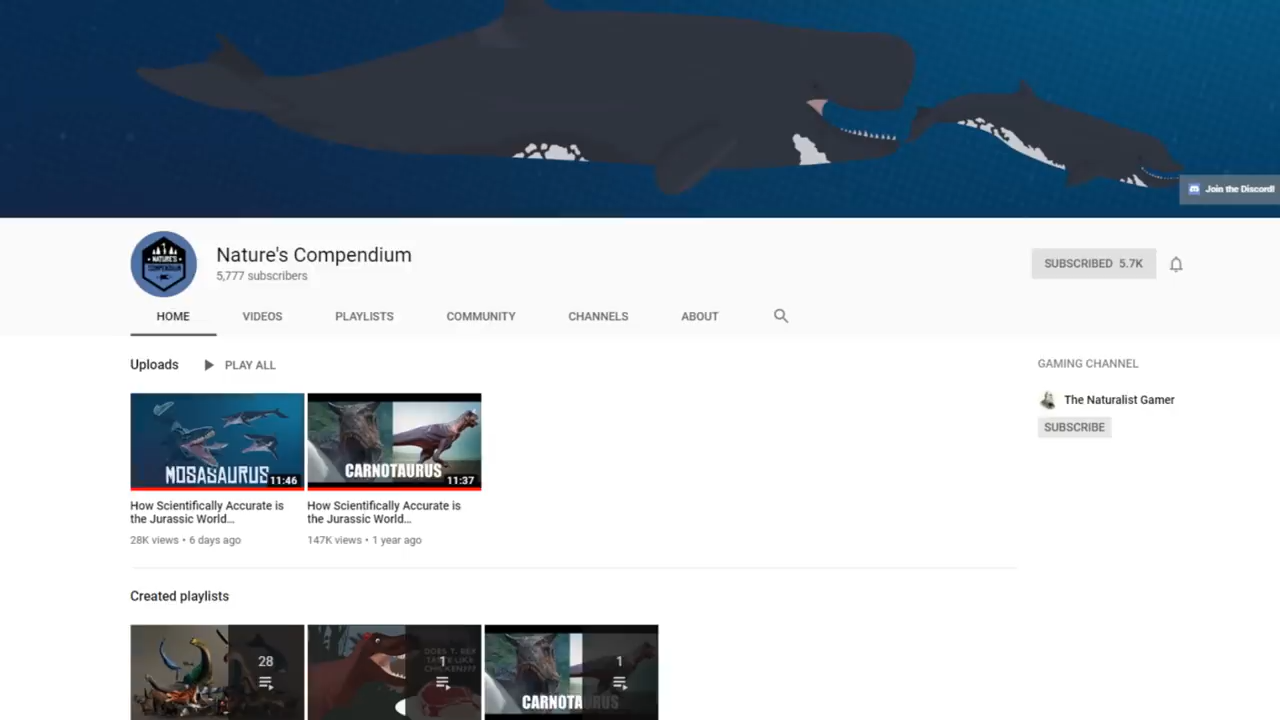 Join the Discord!
NATURE'S
COMPENDIUM
Nature's Compendium
5,777 subscribers
SUBSCRIBED 5.7K
HOME VIDEOS PLAYLISTS COMMUNITY CHANNELS ABOUT
Uploads PLAY ALL
GAMING CHANNEL
The Naturalist Gamer
SUBSCRIBE
MOSASAURUS 11:46
CARNOTAURUS
11:37
How Scientifically Accurate is
the Jurassic World...
28K views • 6 days ago
How Scientifically Accurate is
the Jurassic World...
147K views • 1 year ago
Created playlists
28
DOES T. REX
TASTE LIKE
CHICKEN???
1
1
CARNOTAURUS